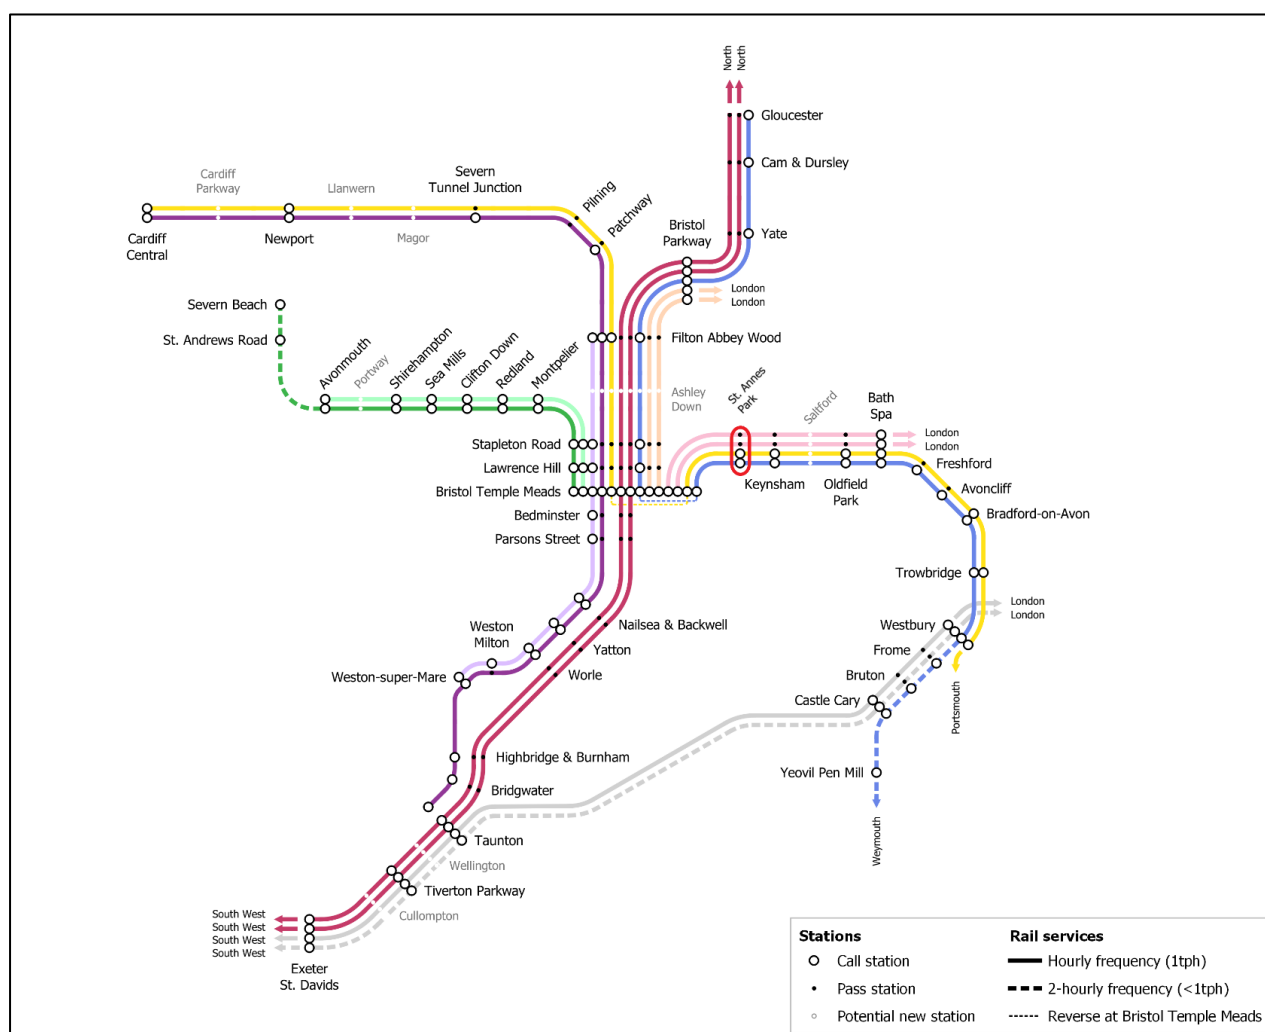 North
North
Gloucester
Cam & Dursley
Yate
Cardiff
Parkway
Llanwern
Severn
Tunnel Junction
Pilning
Patchway
Bristol
Parkway
Cardiff
Central
Newport
Magor
London
London
Severn Beach
St. Andrews Road
Filton Abbey Wood
Avonmouth
Portway
Shirehampton
Sea Mills
Clifton Down
Redland
Montpelier
Ashley
Down
St. Annes
Park
Saltford
Bath
Spa
London
London
Stapleton Road
Lawrence Hill
Bristol Temple Meads
Keynsham
Oldfield
Park
Freshford
Avoncliff
Bradford-on-Avon
Bedminster
Parsons Street
Trowbridge
London
London
Westbury
Frome
Bruton
Castle Cary
Portsmouth
Nailsea & Backwell
Yatton
Worle
Weston
Milton
Weston-super-Mare
Highbridge & Burnham
Bridgwater
Yeovil Pen Mill
Weymouth
Taunton
Wellington
Tiverton Parkway
Cullompton
South West
South West
South West
South West
Exeter
St. Davids
Stations
Call station
Pass station
Potential new station
Rail services
Hourly frequency (1tph)
2-hourly frequency (<1tph)
Reverse at Bristol Temple Meads